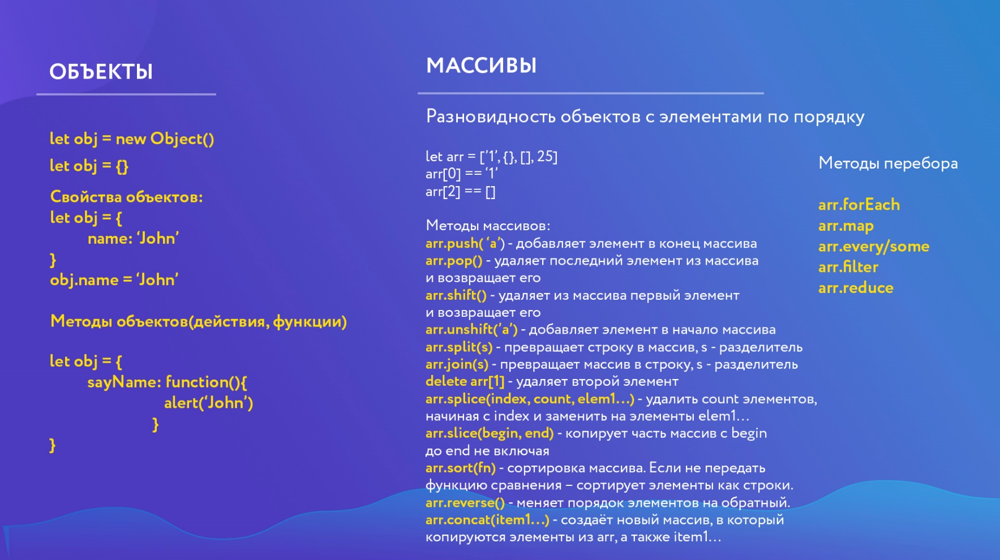 ОБЪЕКТЫ
let obj = new Object()
let obj = {}
Свойства объектов:
let obj = {
name: ‘John’
}
obj.name = ‘John’
Методы объектов(действия, функции)
let obj = {
sayName: function(){
alert(‘John’)
}
}
МАССИВЫ
Разновидность объектов с элементами по порядку
let arr = [’1’, {}, [], 25]
arr[0] == ‘1’
arr[2] == []
Методы массивов:
arr.push( ‘a’) - добавляет элемент в конец массива
arr.pop() - удаляет последний элемент из массива
и возвращает его
arr.shift() - удаляет из массива первый элемент
и возвращает его
arr.unshift(’a’) - добавляет элемент в начало массива
arr.split(s) - превращает строку в массив, s - разделитель
arr.join(s) - превращает массив в строку, s - разделитель
delete arr[1] - удаляет второй элемент
arr.splice(index, count, elem1...) - удалить count элементов,
начиная с index и заменить на элементы elem1...
arr.slice(begin, end) - копирует часть массив с begin
до end не включая
arr.sort(fn) - сортировка массива. Если не передать
функцию сравнения – сортирует элементы как строки.
arr.reverse() - меняет порядок элементов на обратный.
arr.concat(item1...) - создаёт новый массив, в который
копируются элементы из arr, а также item1...
Методы перебора
arr.forEach
arr.map
arr.every/some
arr.filter
arr.reduce